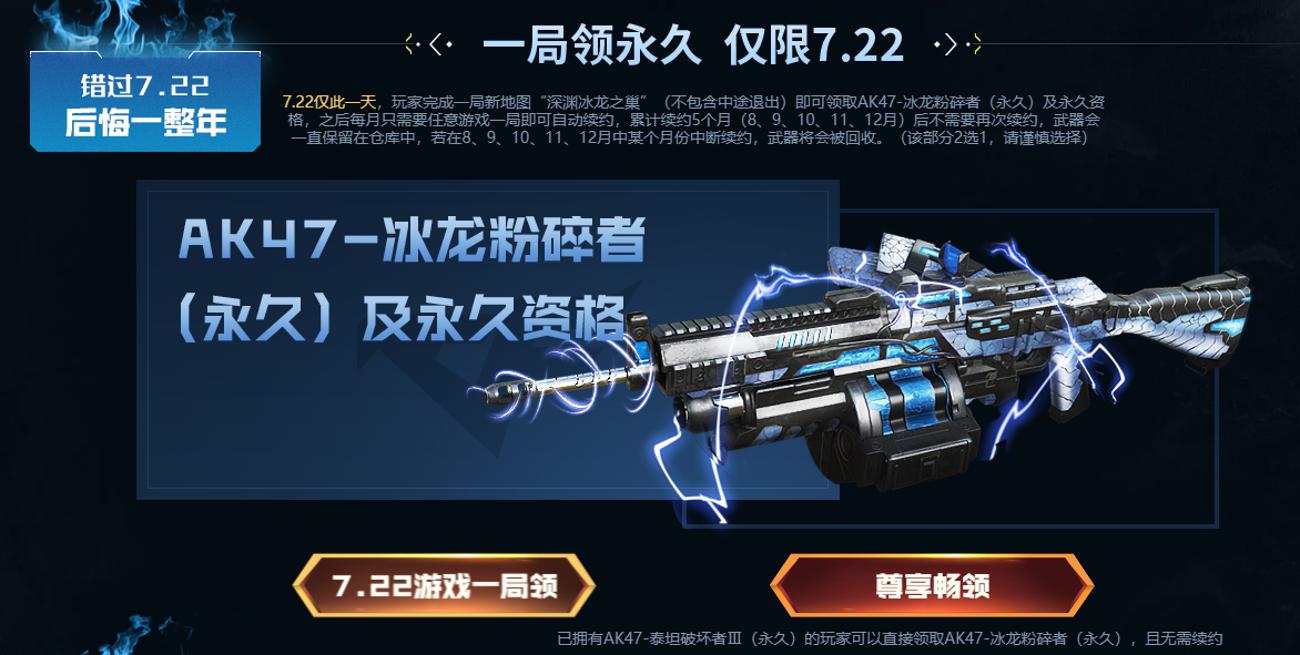 一局领永久 仅限7.22
错过7.22
后悔一整年
7.22仅此一天，玩家完成一局新地图“深渊冰龙之巢”（不包含中途退出）即可领取AK47-冰龙粉碎者（永久）及永久资
格，之后每月只需要任意游戏一局即可自动续约，累计续约5个月（8、9、10、11、12月）后不需要再次续约，武器会
一直保留在仓库中，若在8、9、10、11、12月中某个月份中断续约，武器将会被回收。（该部分2选1，请谨慎选择）
AK47-冰龙粉碎者
（永久）及永久资格
7.22游戏一局领
尊享畅领
已拥有AK47-泰坦破坏者Ⅲ（永久）的玩家可以直接领取AK47-冰龙粉碎者（永久），且无需续约